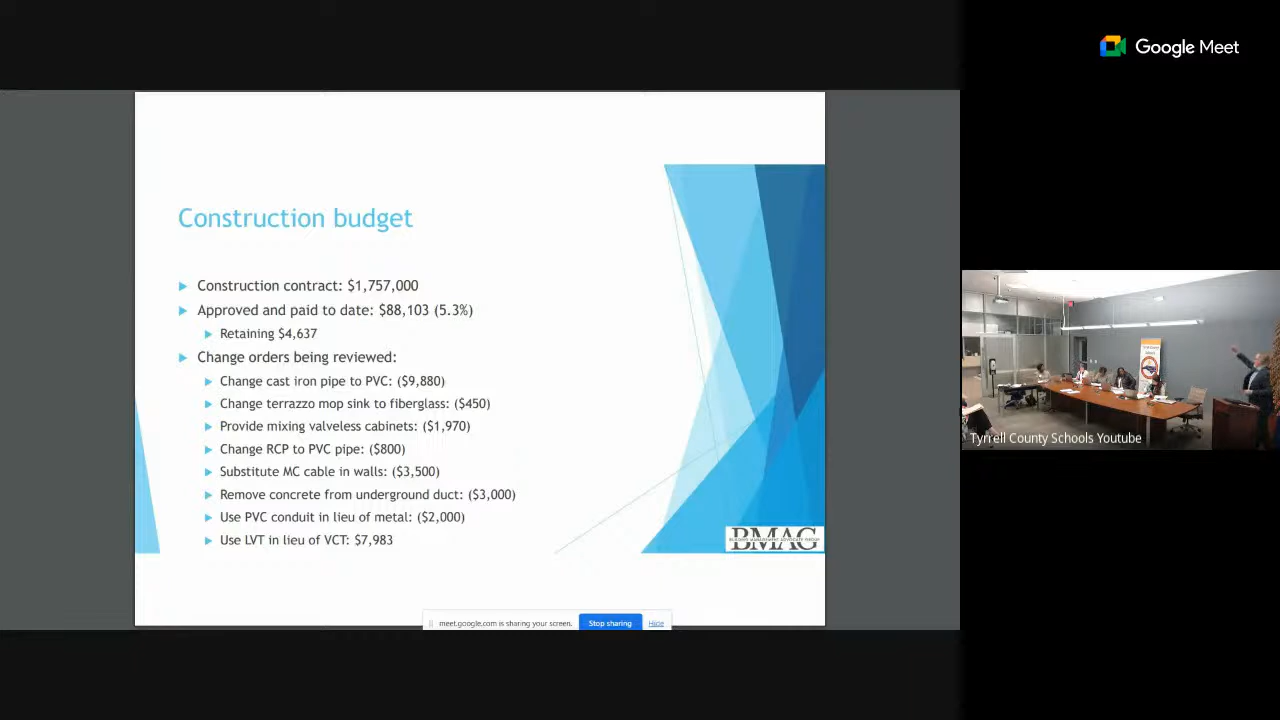 Google Meet
Construction budget
Construction contract: $1,757,000
Approved and paid to date: $88,103 (5.3%)
Retaining $4,637
Change orders being reviewed:
Change cast iron pipe to PVC: ($9,880)
Change terrazzo mop sink to fiberglass: ($450)
Provide mixing valveless cabinets: ($1,970)
Change RCP to PVC pipe: ($800)
Substitute MC cable in walls: ($3,500)
Remove concrete from underground duct: ($3,000)
Use PVC conduit in lieu of metal: ($2,000)
Use LVT in lieu of VCT: $7,983
BMAG
meet.google.com is sharing your screen. Stop sharing Hide
Tyrrell County Schools Youtube